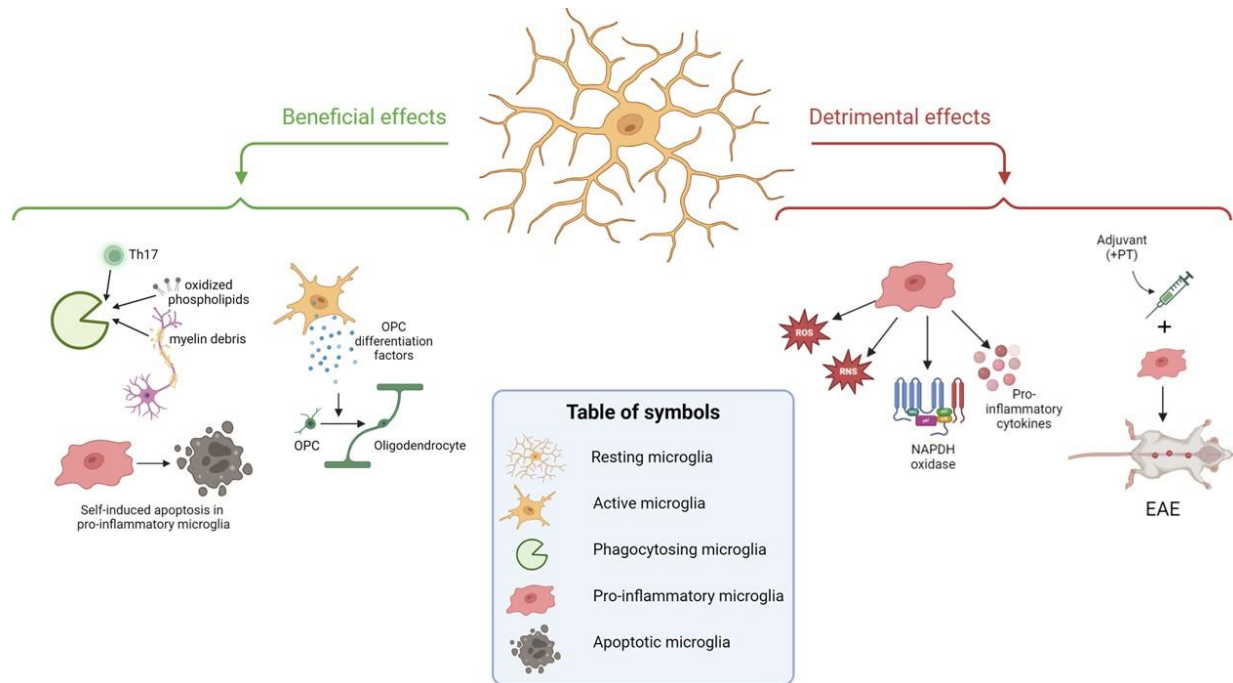 Beneficial effects
Detrimental effects
Th17
oxidized
phospholipids
myelin debris
OPC
differentiation
factors
OPC
Oligodendrocyte
Self-induced apoptosis in
pro-inflammatory microglia
ROS
RNS
NAPDH
oxidase
Pro-
inflammatory
cytokines
Adjuvant
(+PT)
+
EAE
Table of symbols
Resting microglia
Active microglia
Phagocytosing microglia
Pro-inflammatory microglia
Apoptotic microglia